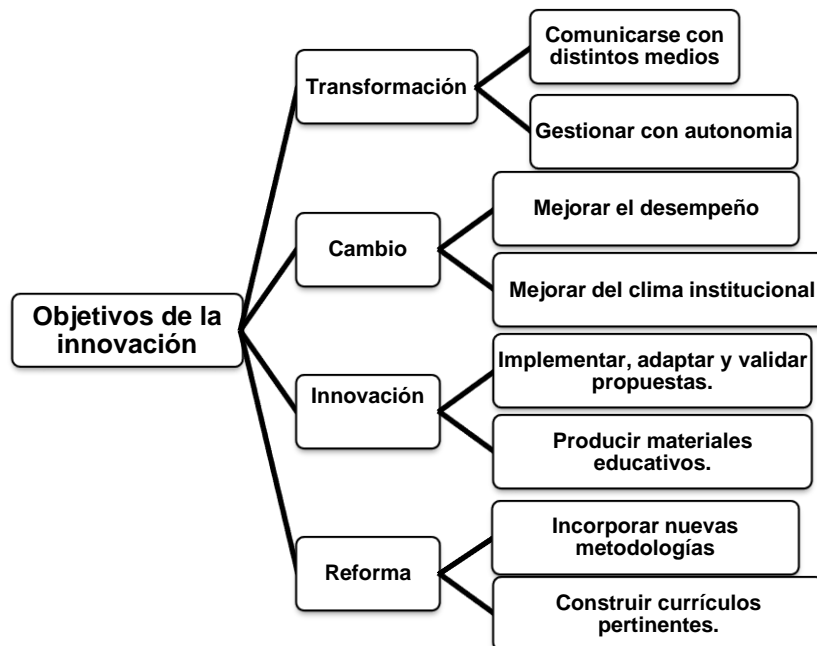 Objetivos de la
innovación
Transformación
Comunicarse con
distintos medios
Gestionar con autonomia
Cambio
Mejorar el desempeño
Mejorar del clima institucional
Innovación
Implementar, adaptar y validar
propuestas.
Producir materiales
educativos.
Reforma
Incorporar nuevas
metodologías
Construir currículos
pertinentes.